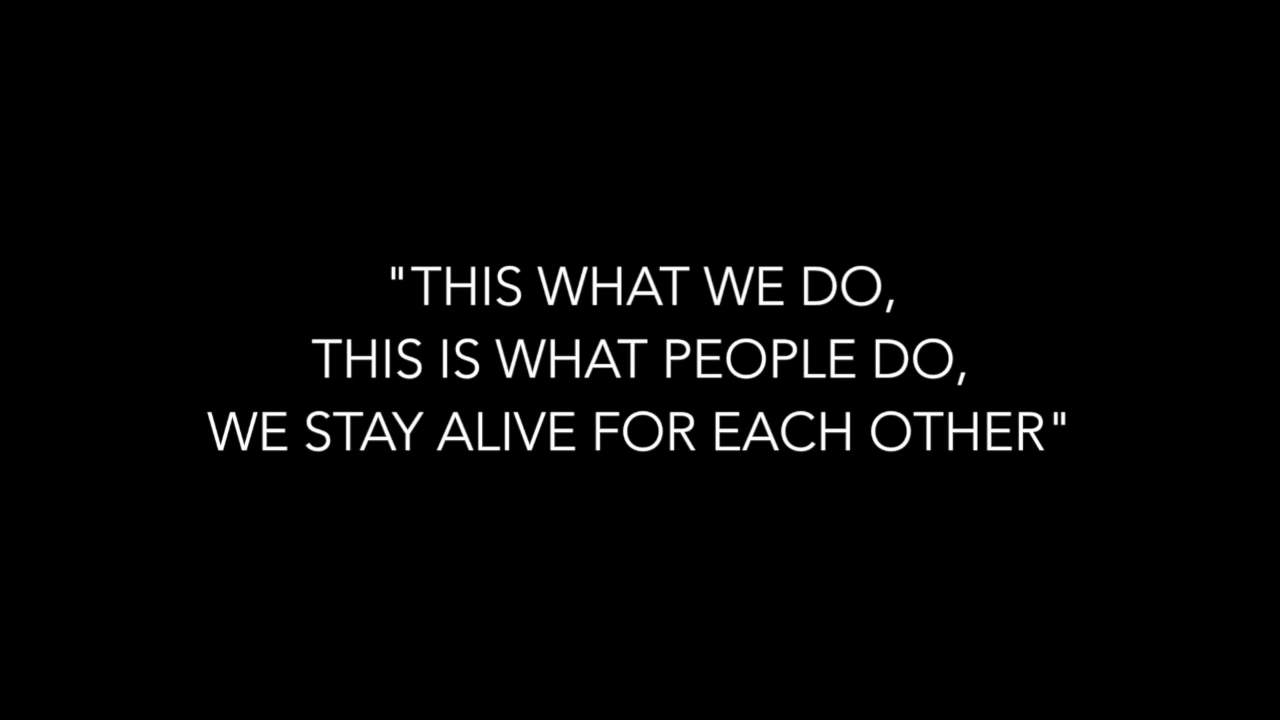 "THIS WHAT WE DO,
THIS IS WHAT PEOPLE DO,
WE STAY ALIVE FOR EACH OTHER"